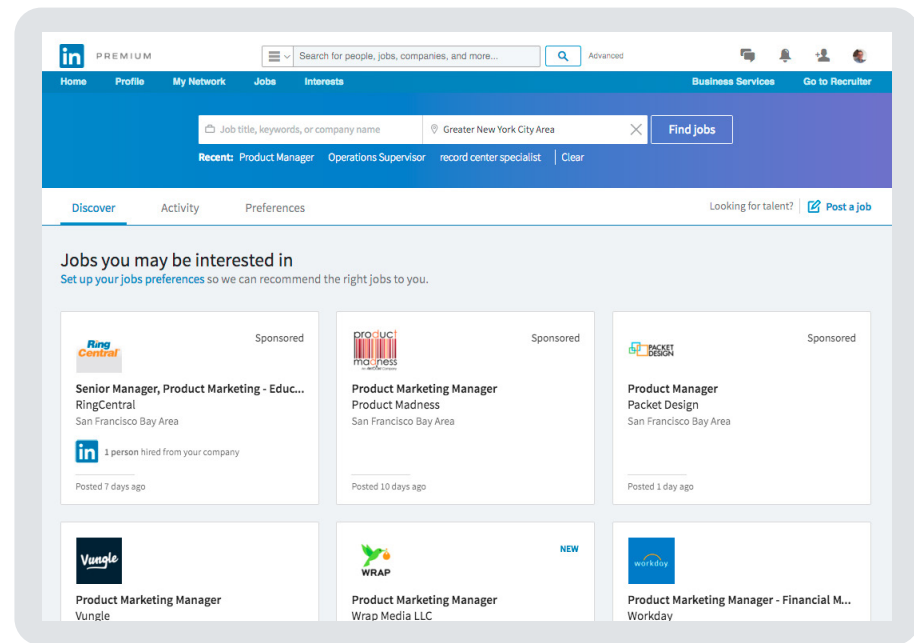 in PREMIUM
Search for people, jobs, companies, and more...
Advanced
Home Profile My Network Jobs Interests Business Services Go to Recruiter
Job title, keywords, or company name
Greater New York City Area
Find jobs
Recent: Product Manager Operations Supervisor record center specialist Clear
Discover Activity Preferences
Looking for talent? Post a job
Jobs you may be interested in
Set up your jobs preferences so we can recommend the right jobs to you.
Ring
Central
Sponsored
Senior Manager, Product Marketing - Educ...
RingCentral
San Francisco Bay Area
in 1 person hired from your company
Posted 7 days ago
product
madness
Sponsored
Product Marketing Manager
Product Madness
San Francisco Bay Area
Posted 10 days ago
PACKET
DESIGN
Sponsored
Product Manager
Packet Design
San Francisco Bay Area
Posted 1 day ago
Vungle
Product Marketing Manager
Vungle
WRAP
NEW
Product Marketing Manager
Wrap Media LLC
workday
Product Marketing Manager - Financial M...
Workday